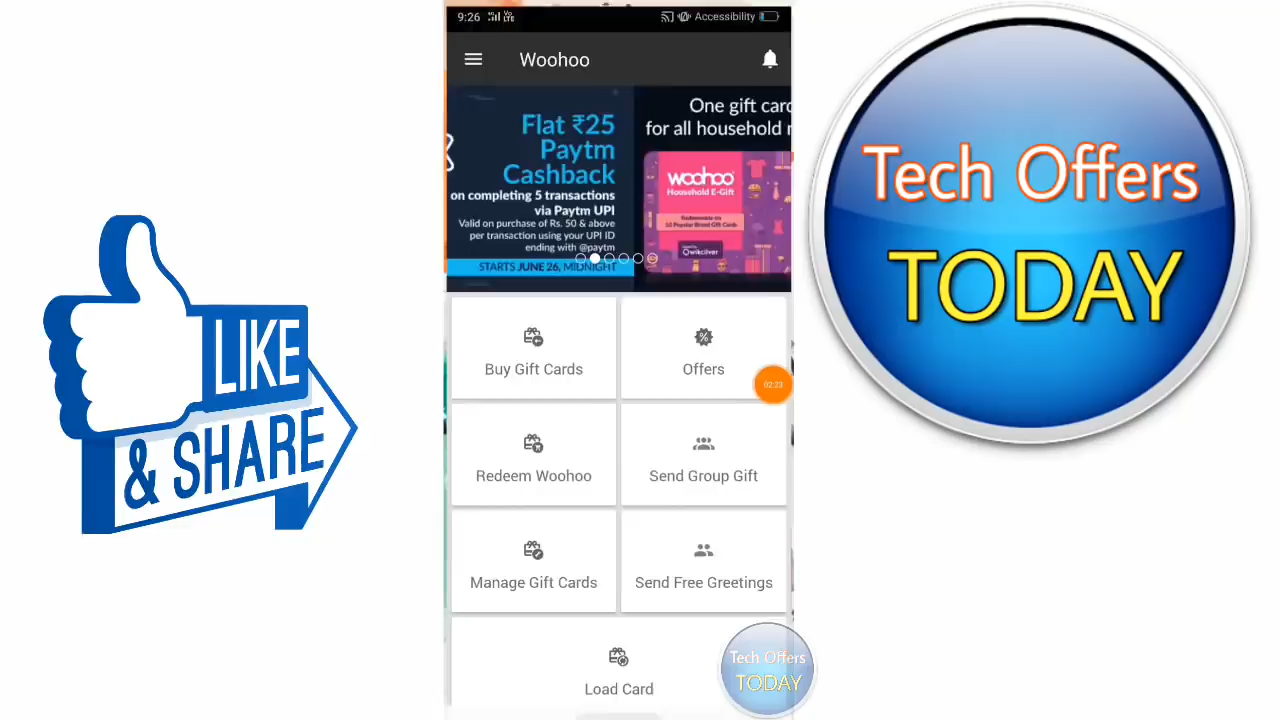 9:26
Accessibility
Woohoo
Flat ₹25
Paytm
Cashback
on completing 5 transactions
via Paytm UPI
Valid on purchase of Rs. 50 & above
per transaction using your UPI ID
ending with @paytm
STARTS JUNE 26, MIDNIGHT
One gift card
for all household
woohoo
Household E-Gift
Qwikcilver
Buy Gift Cards
Offers
02:23
Redeem Woohoo
Send Group Gift
Manage Gift Cards
Send Free Greetings
Load Card
LIKE
& SHARE
Tech Offers
TODAY
Tech Offers
TODAY